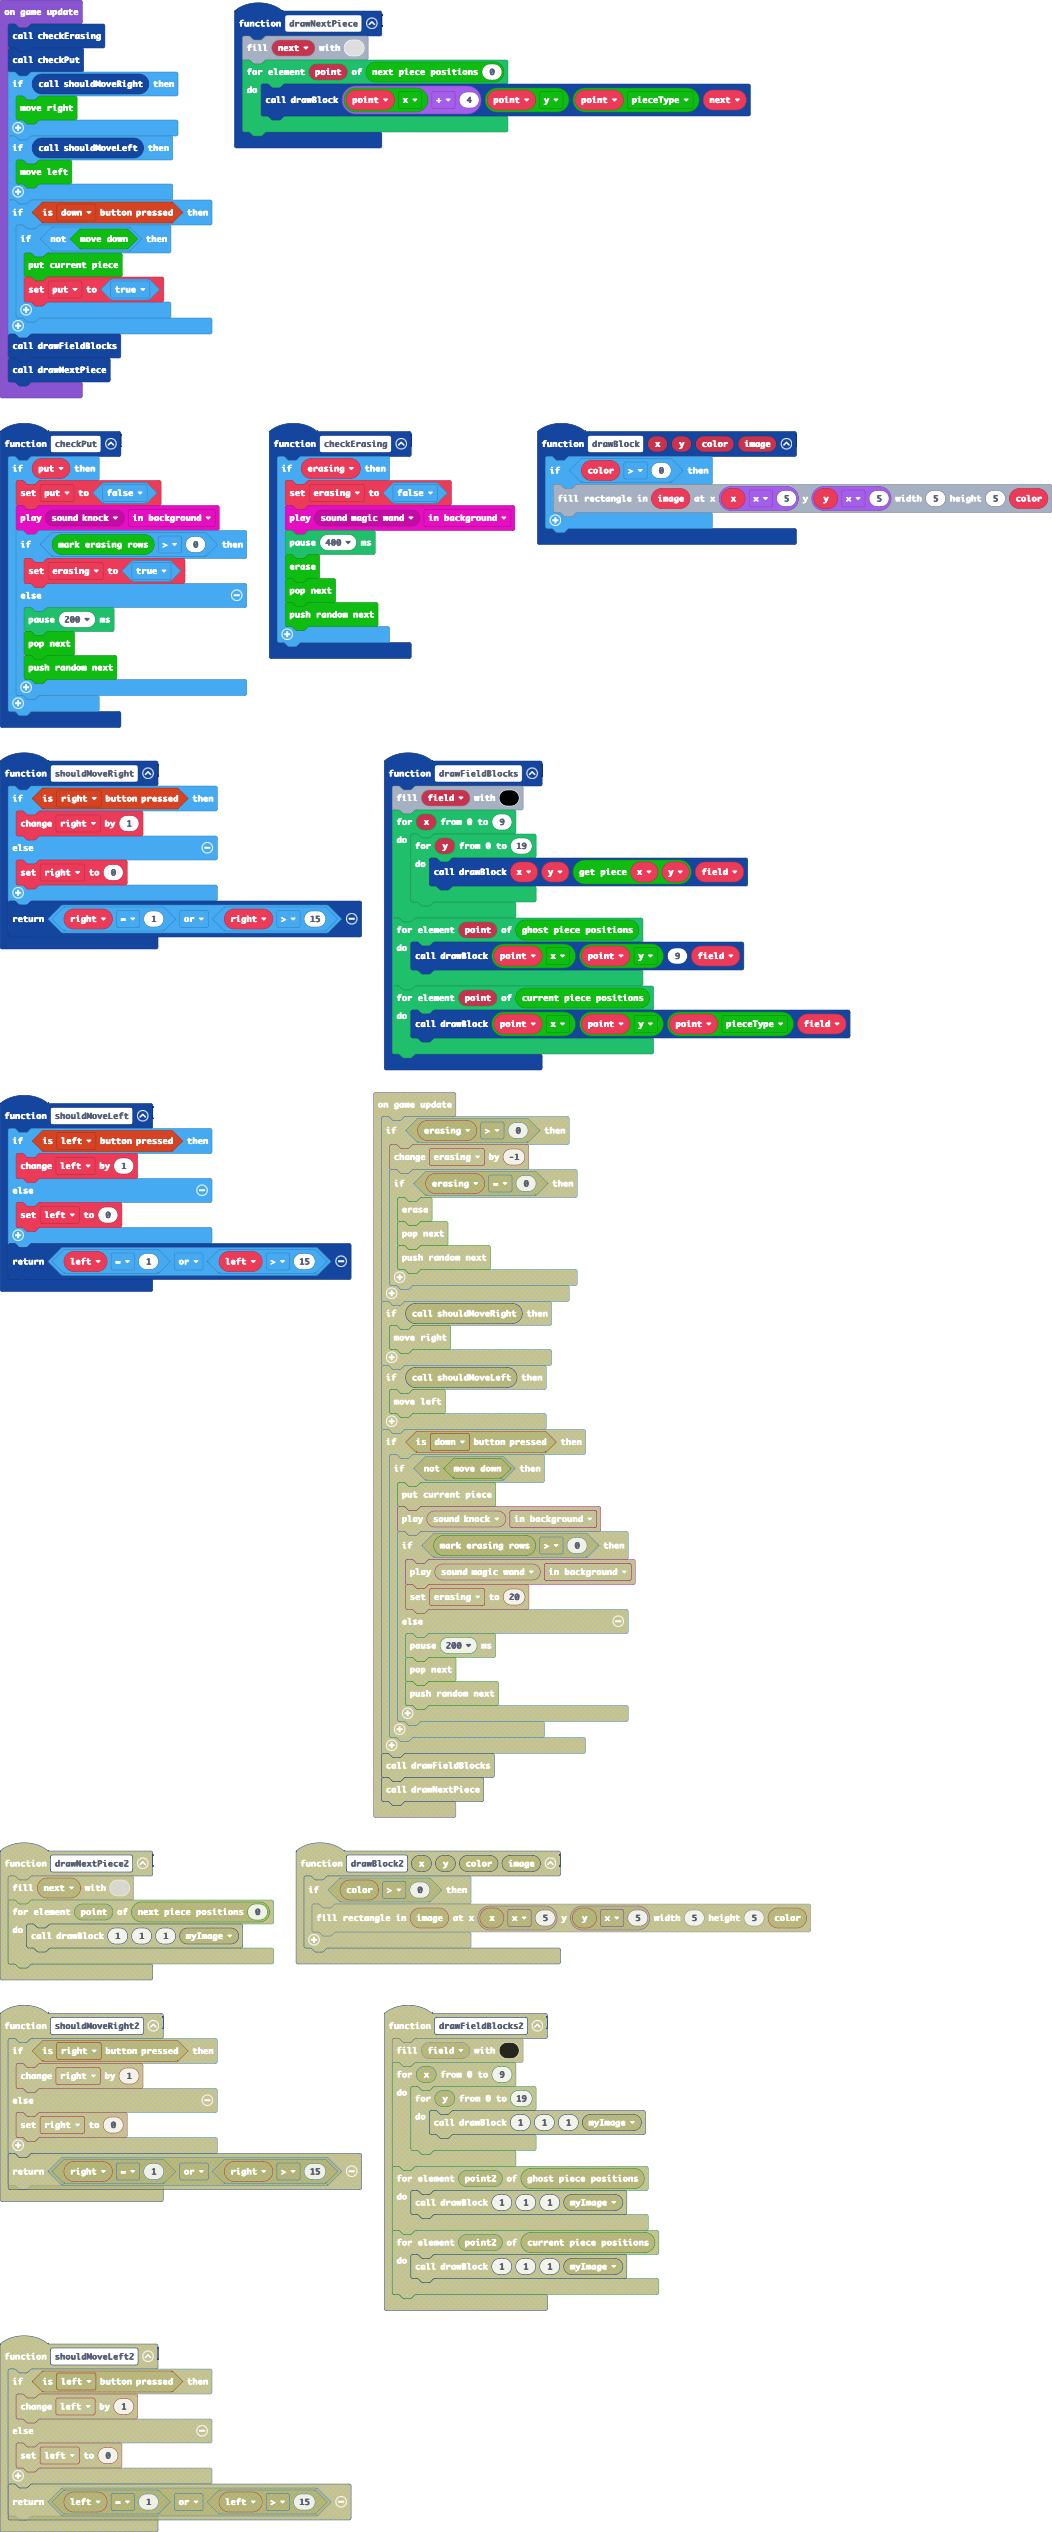 on game update
call checkErasing
call checkPut
if call shouldMoveRight then
move right
if call shouldMoveLeft then
move left
if is down button pressed then
if not move down then
put current piece
set put to true
call drawFieldBlocks
call drawNextPiece
function drawNextPiece
fill next with
for element point of next piece positions 0
do call drawBlock point x + 4 point y point pieceType next
function checkPut
if put then
set put to false
play sound knock in background
if mark erasing rows > 0 then
set erasing to true
else
pause 200 ms
pop next
push random next
function checkErasing
if erasing then
set erasing to false
play sound magic wand in background
pause 400 ms
erase
pop next
push random next
function drawBlock x y color image
if color > 0 then
fill rectangle in image at x x x 5 y y x 5 width 5 height 5 color
function shouldMoveRight
if is right button pressed then
change right by 1
else
set right to 0
return right = 1 or right > 15
function drawFieldBlocks
fill field with
for x from 0 to 9
do for y from 0 to 19
do call drawBlock x y get piece x y field
for element point of ghost piece positions
do call drawBlock point x point y 9 field
for element point of current piece positions
do call drawBlock point x point y point pieceType field
function shouldMoveLeft
if is left button pressed then
change left by 1
else
set left to 0
return left = 1 or left > 15
on game update
if erasing > 0 then
change erasing by -1
if erasing = 0 then
erase
pop next
push random next
if call shouldMoveRight then
move right
if call shouldMoveLeft then
move left
if is down button pressed then
if not move down then
put current piece
play sound knock in background
if mark erasing rows > 0 then
play sound magic wand in background
set erasing to 20
else
pause 200 ms
pop next
push random next
call drawFieldBlocks
call drawNextPiece
function drawNextPiece2
fill next with
for element point of next piece positions 0
do call drawBlock 1 1 1 myImage
function drawBlock2 x y color image
if color > 0 then
fill rectangle in image at x x x 5 y y x 5 width 5 height 5 color
function shouldMoveRight2
if is right button pressed then
change right by 1
else
set right to 0
return right = 1 or right > 15
function drawFieldBlocks2
fill field with
for x from 0 to 9
do for y from 0 to 19
do call drawBlock 1 1 1 myImage
for element point2 of ghost piece positions
do call drawBlock 1 1 1 myImage
for element point2 of current piece positions
do call drawBlock 1 1 1 myImage
function shouldMoveLeft2
if is left button pressed then
change left by 1
else
set left to 0
return left = 1 or left > 15